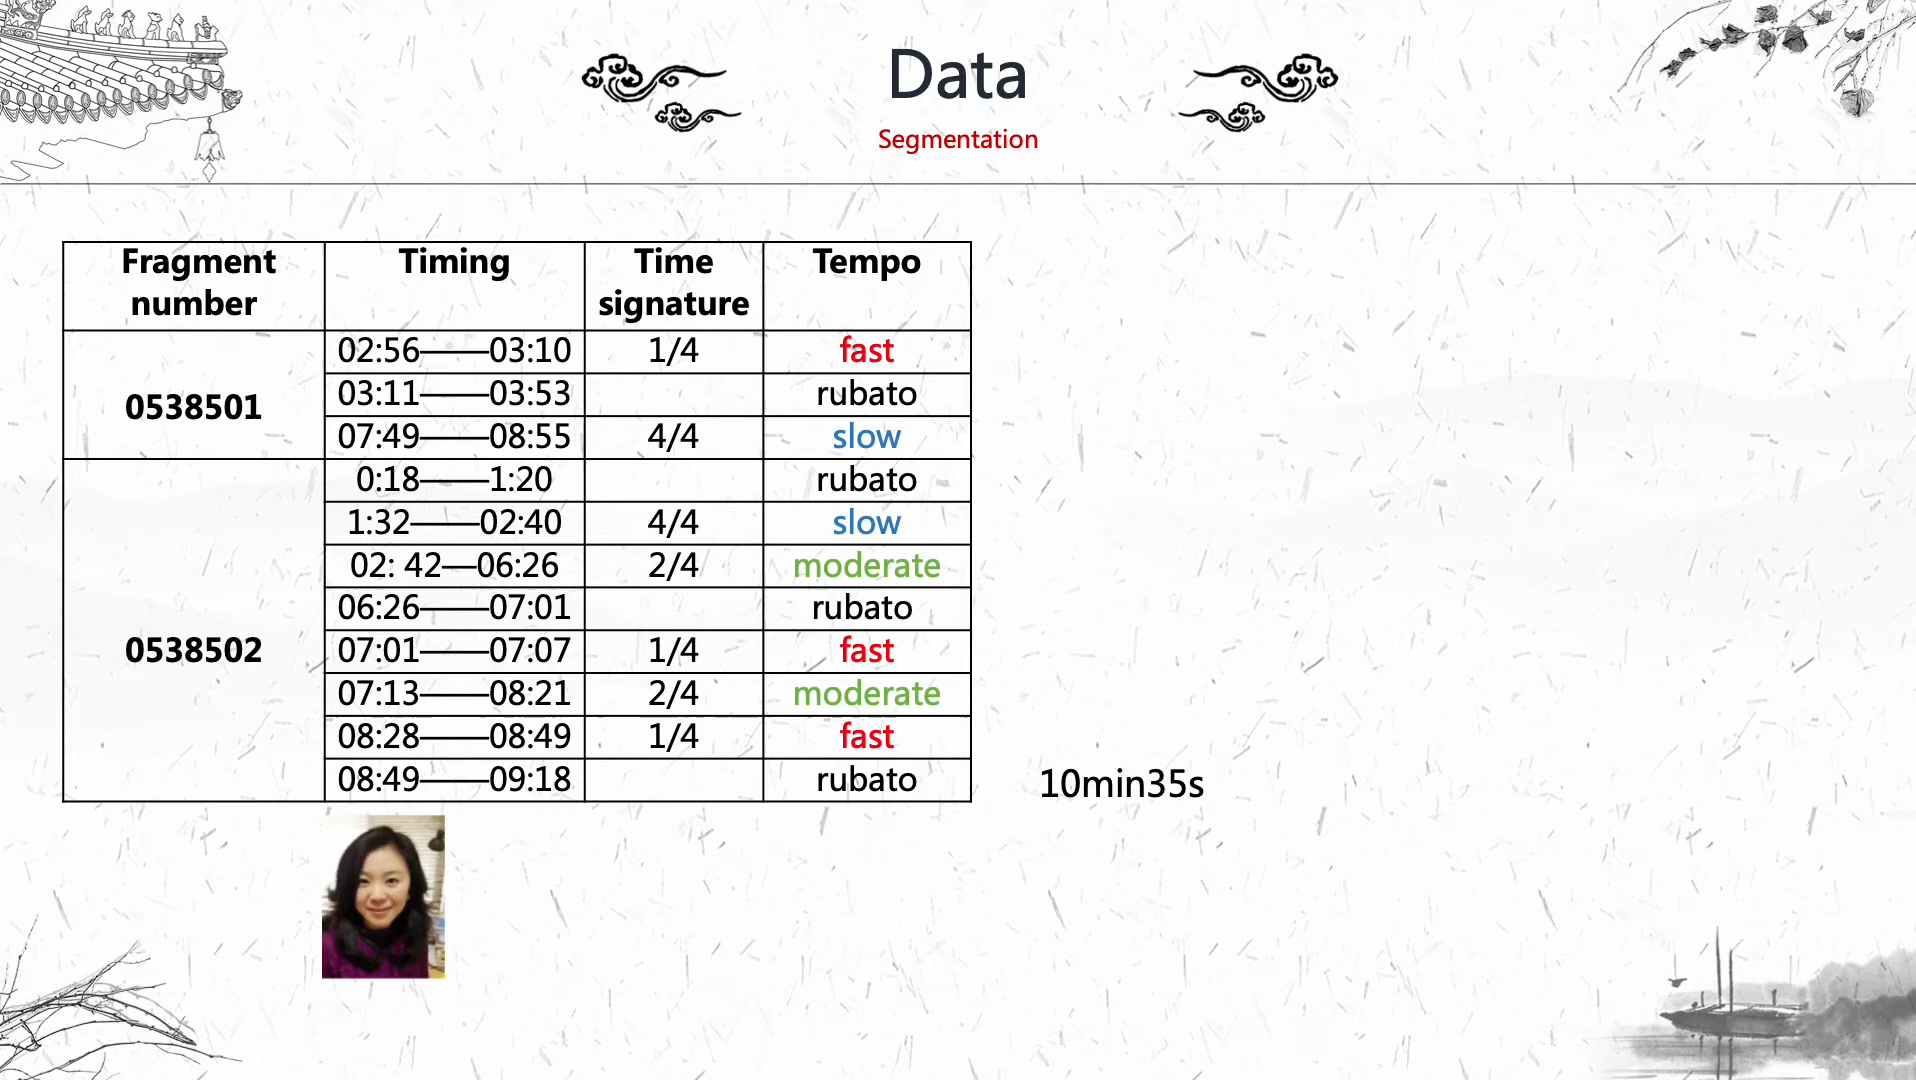 Data
Segmentation
Fragment number Timing Time signature Tempo
0538501 02:56——03:10 1/4 fast
03:11——03:53 rubato
07:49——08:55 4/4 slow
0538502 0:18——1:20 rubato
1:32——02:40 4/4 slow
02: 42—06:26 2/4 moderate
06:26——07:01 rubato
07:01——07:07 1/4 fast
07:13——08:21 2/4 moderate
08:28——08:49 1/4 fast
08:49——09:18 rubato
10min35s